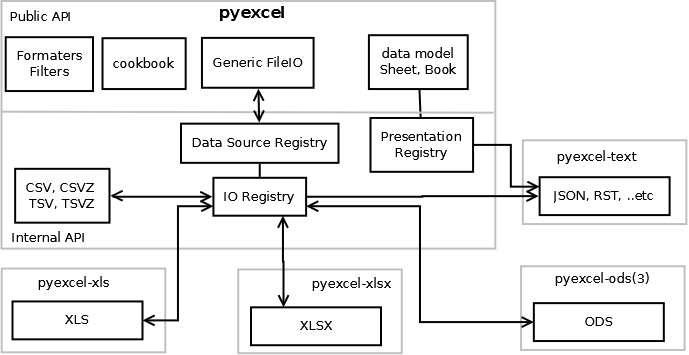 pyexcel
Public API
Formaters
Filters
cookbook
Generic FileIO
data model
Sheet, Book
Data Source Registry
Presentation
Registry
pyexcel-text
JSON, RST, ..etc
CSV, CSVZ
TSV, TSVZ
IO Registry
Internal API
pyexcel-xls
XLS
pyexcel-xlsx
XLSX
pyexcel-ods(3)
ODS